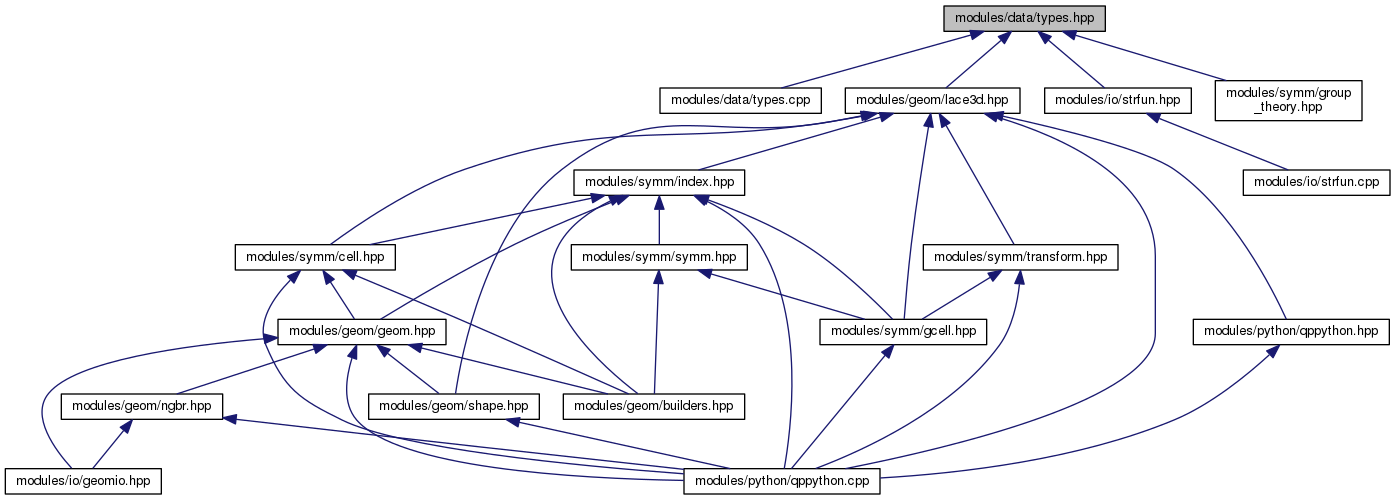 modules/data/types.hpp
modules/data/types.cpp
modules/geom/lace3d.hpp
modules/io/strfun.hpp
modules/symm/group
_theory.hpp
modules/symm/index.hpp
modules/io/strfun.cpp
modules/symm/cell.hpp
modules/symm/symm.hpp
modules/symm/transform.hpp
modules/geom/geom.hpp
modules/symm/gcell.hpp
modules/python/qppython.hpp
modules/geom/ngbr.hpp
modules/geom/shape.hpp
modules/geom/builders.hpp
modules/io/geomio.hpp
modules/python/qppython.cpp